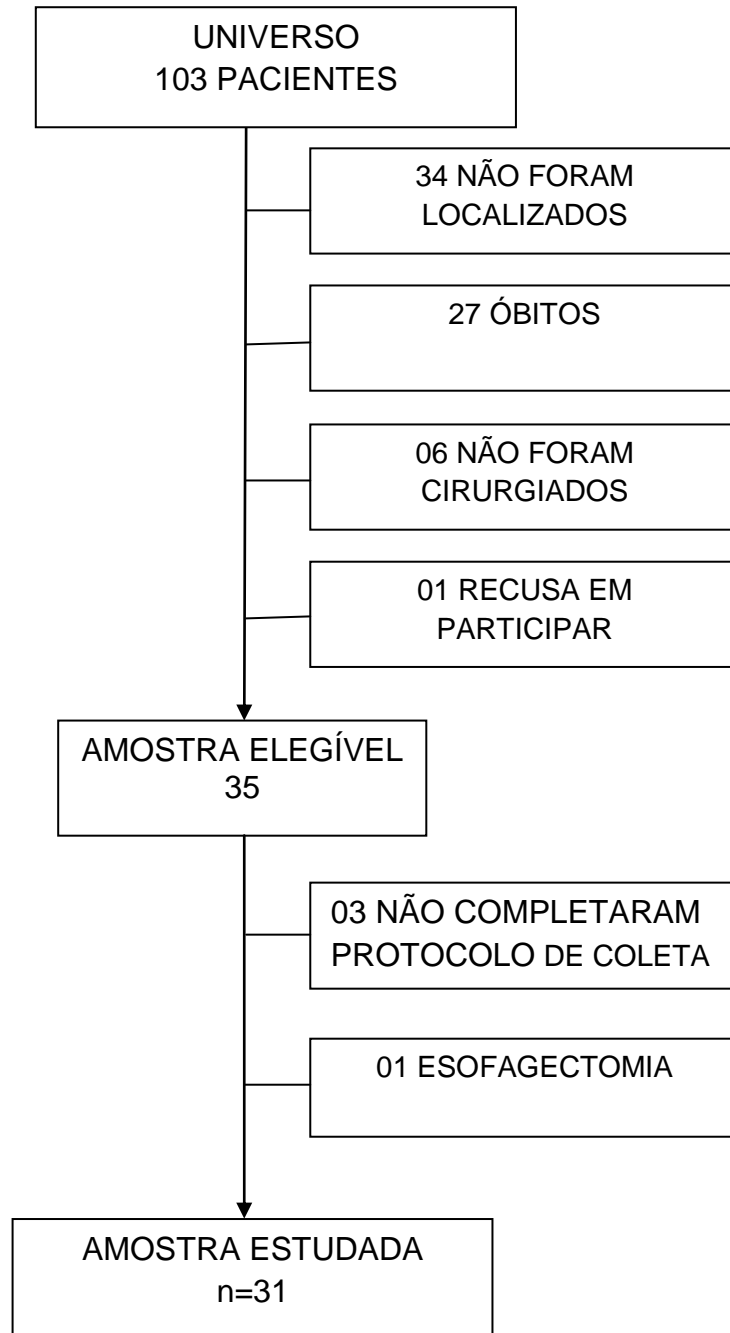 UNIVERSO
103 PACIENTES
34 NÃO FORAM
LOCALIZADOS
27 ÓBITOS
06 NÃO FORAM
CIRURGIADOS
01 RECUSA EM
PARTICIPAR
AMOSTRA ELEGÍVEL
35
03 NÃO COMPLETARAM
PROTOCOLO DE COLETA
01 ESOFAGECTOMIA
AMOSTRA ESTUDADA
n=31